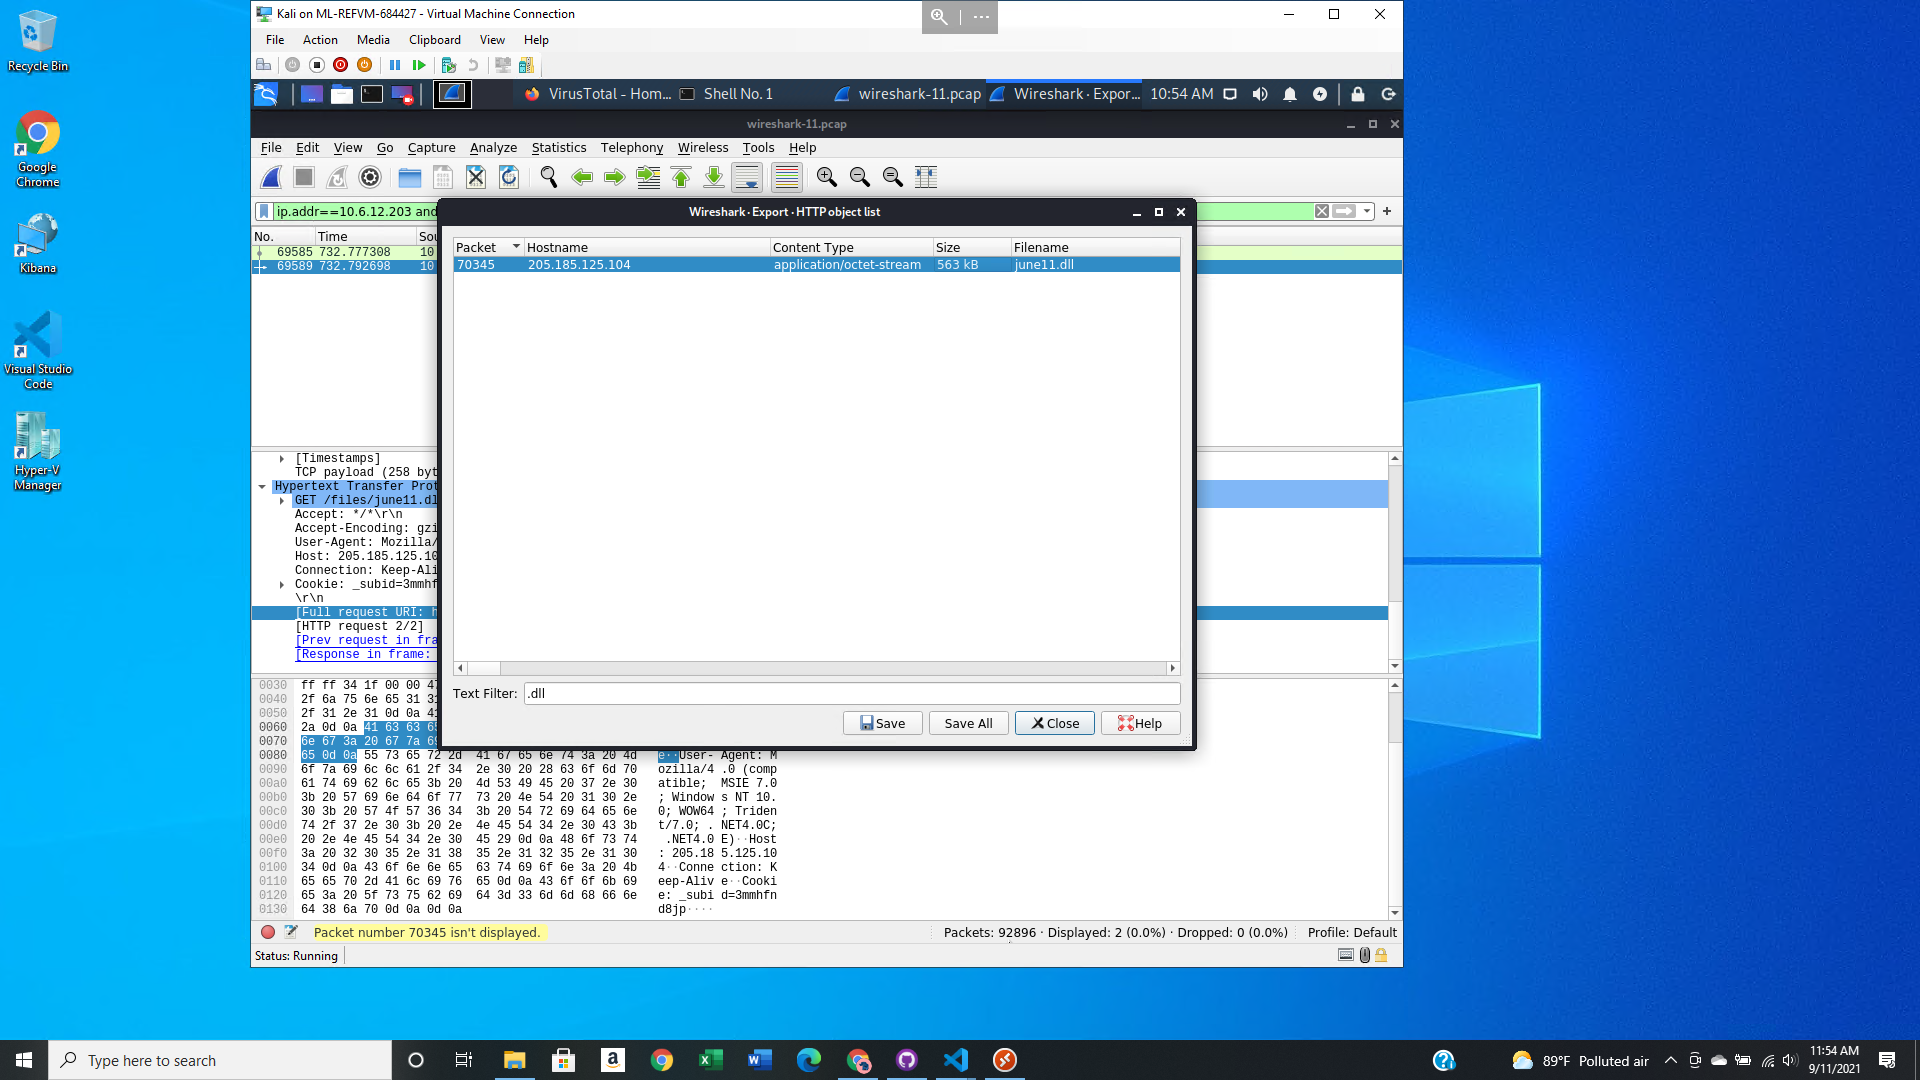 Kali on ML-REFVM-684427 - Virtual Machine Connection
File Action Media Clipboard View Help
VirusTotal - Hom... Shell No. 1 wireshark-11.pcap Wireshark · Expor... 10:54 AM
wireshark-11.pcap
File Edit View Go Capture Analyze Statistics Telephony Wireless Tools Help
ip.addr==10.6.12.203 and
No. Time Sou
69585 732.777308 10
69589 732.792698 10
Wireshark · Export · HTTP object list
Packet Hostname Content Type Size Filename
70345 205.185.125.104 application/octet-stream 563 kB june11.dll
Text Filter: .dll
Save Save All Close Help
[Timestamps]
TCP payload (258 byt
Hypertext Transfer Prot
GET /files/june11.dl
Accept: */*\r\n
Accept-Encoding: gzi
User-Agent: Mozilla/
Host: 205.185.125.10
Connection: Keep-Ali
Cookie: _subid=3mmhf
\r\n
[Full request URI: h
[HTTP request 2/2]
[Prev request in fra
[Response in frame:
0030 ff ff 34 1f 00 00 47
0040 2f 6a 75 6e 65 31 31
0050 2f 31 2e 31 0d 0a 41
0060 2a 0d 0a 41 63 63 65
0070 6e 67 3a 20 67 7a 69
0080 65 0d 0a 55 73 65 72 2d 41 67 65 6e 74 3a 20 4d e··User- Agent: M
0090 6f 7a 69 6c 6c 61 2f 34 2e 30 20 28 63 6f 6d 70 ozilla/4 .0 (comp
00a0 61 74 69 62 6c 65 3b 20 4d 53 49 45 20 37 2e 30 atible; MSIE 7.0
00b0 3b 20 57 69 6e 64 6f 77 73 20 4e 54 20 31 30 2e ; Window s NT 10.
00c0 30 3b 20 57 4f 57 36 34 3b 20 54 72 69 64 65 6e 0; WOW64 ; Triden
00d0 74 2f 37 2e 30 3b 20 2e 4e 45 54 34 2e 30 43 3b t/7.0; . NET4.0C;
00e0 20 2e 4e 45 54 34 2e 30 45 29 0d 0a 48 6f 73 74 .NET4.0 E)··Host
00f0 3a 20 32 30 35 2e 31 38 35 2e 31 32 35 2e 31 30 : 205.18 5.125.10
0100 34 0d 0a 43 6f 6e 6e 65 63 74 69 6f 6e 3a 20 4b 4··Conne ction: K
0110 65 65 70 2d 41 6c 69 76 65 0d 0a 43 6f 6f 6b 69 eep-Aliv e··Cooki
0120 65 3a 20 5f 73 75 62 69 64 3d 33 6d 6d 68 66 6e e: _subi d=3mmhfn
0130 64 38 6a 70 0d 0a 0d 0a d8jp····
Packet number 70345 isn't displayed. Packets: 92896 · Displayed: 2 (0.0%) · Dropped: 0 (0.0%) Profile: Default
Status: Running
Recycle Bin
Google
Chrome
Kibana
Visual Studio
Code
Hyper-V
Manager
Type here to search
89°F Polluted air
11:54 AM
9/11/2021